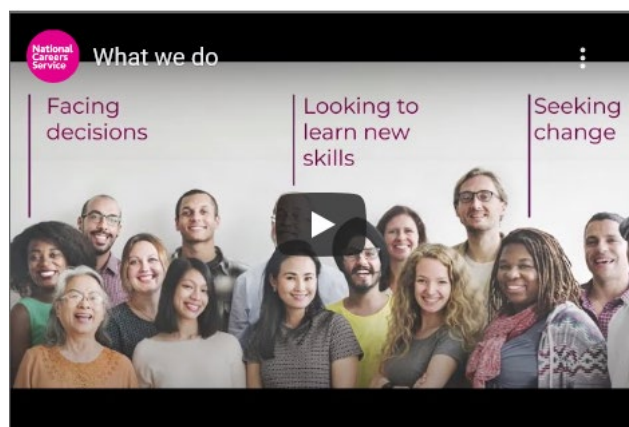 National
Careers
Service
What we do
Facing
decisions
Looking to
learn new
skills
Seeking
change